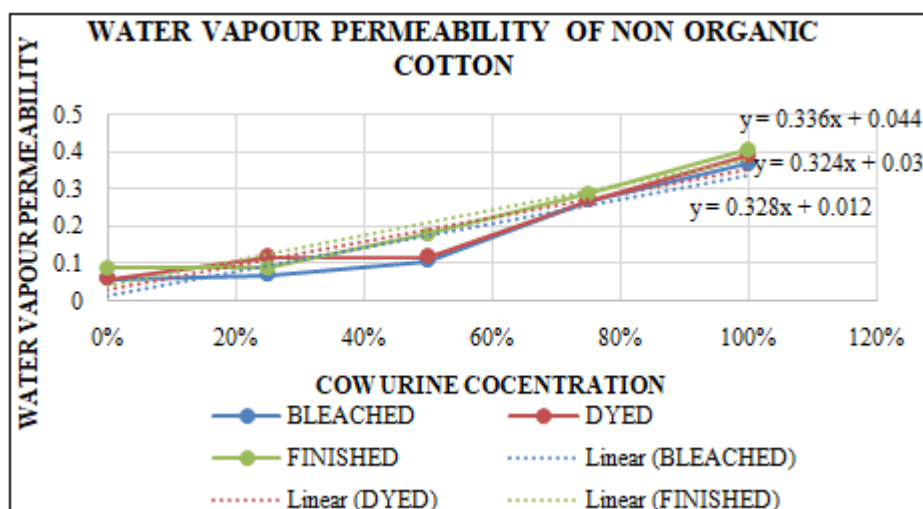 WATER VAPOUR PERMEABILITY OF NON ORGANIC
COTTON
WATER VAPOUR PERMEABILITY
0.5
0.4
0.3
0.2
0.1
0
y = 0.336x + 0.044
y = 0.324x + 0.03
y = 0.328x + 0.012
0% 20% 40% 60% 80% 100% 120%
COW URINE COCENTRATION
BLEACHED DYED
FINISHED Linear (BLEACHED)
Linear (DYED) Linear (FINISHED)